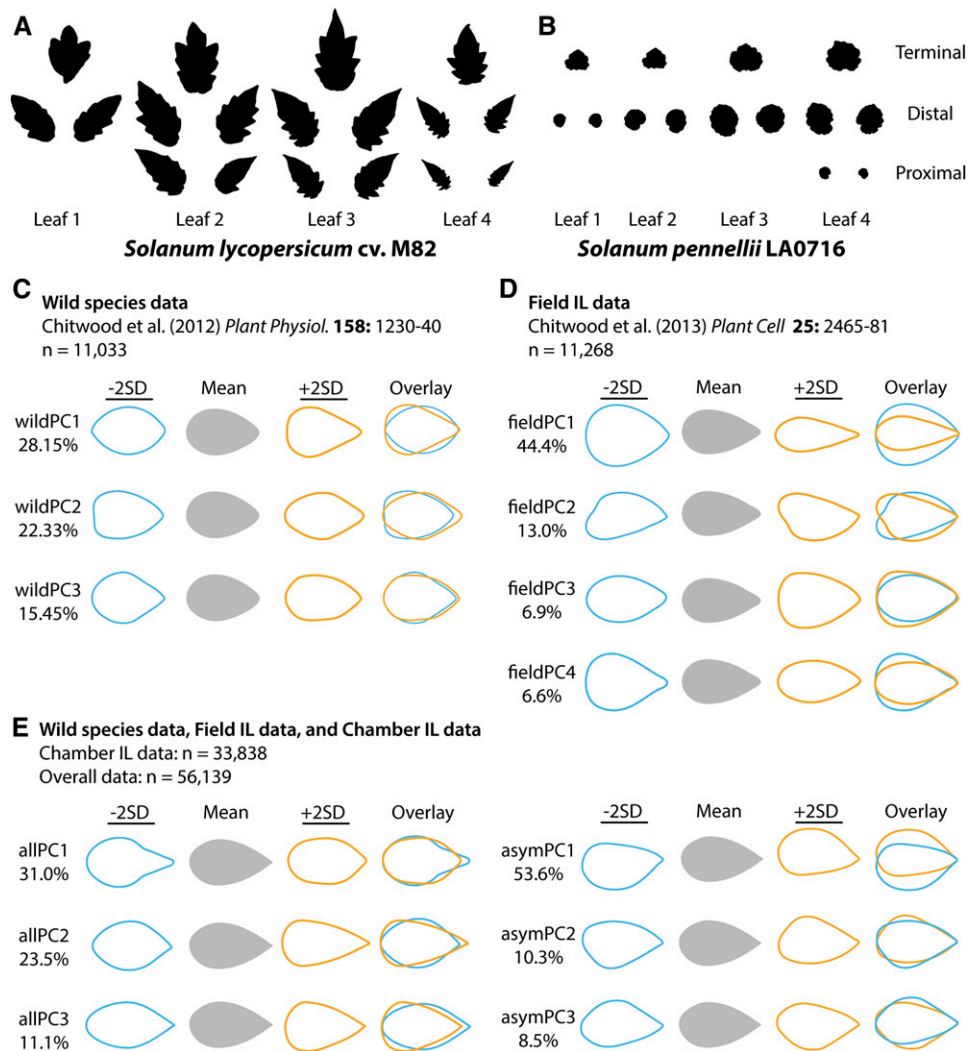 A
B
Terminal
Distal
Proximal
Leaf 1 Leaf 2 Leaf 3 Leaf 4
Leaf 1 Leaf 2 Leaf 3 Leaf 4
Solanum lycopersicum cv. M82
Solanum pennellii LA0716
C Wild species data
Chitwood et al. (2012) Plant Physiol. 158: 1230-40
n = 11,033
-2SD Mean +2SD Overlay
wildPC1
28.15%
wildPC2
22.33%
wildPC3
15.45%
D Field IL data
Chitwood et al. (2013) Plant Cell 25: 2465-81
n = 11,268
-2SD Mean +2SD Overlay
fieldPC1
44.4%
fieldPC2
13.0%
fieldPC3
6.9%
fieldPC4
6.6%
E Wild species data, Field IL data, and Chamber IL data
Chamber IL data: n = 33,838
Overall data: n = 56,139
-2SD Mean +2SD Overlay
allPC1
31.0%
allPC2
23.5%
allPC3
11.1%
-2SD Mean +2SD Overlay
asymPC1
53.6%
asymPC2
10.3%
asymPC3
8.5%